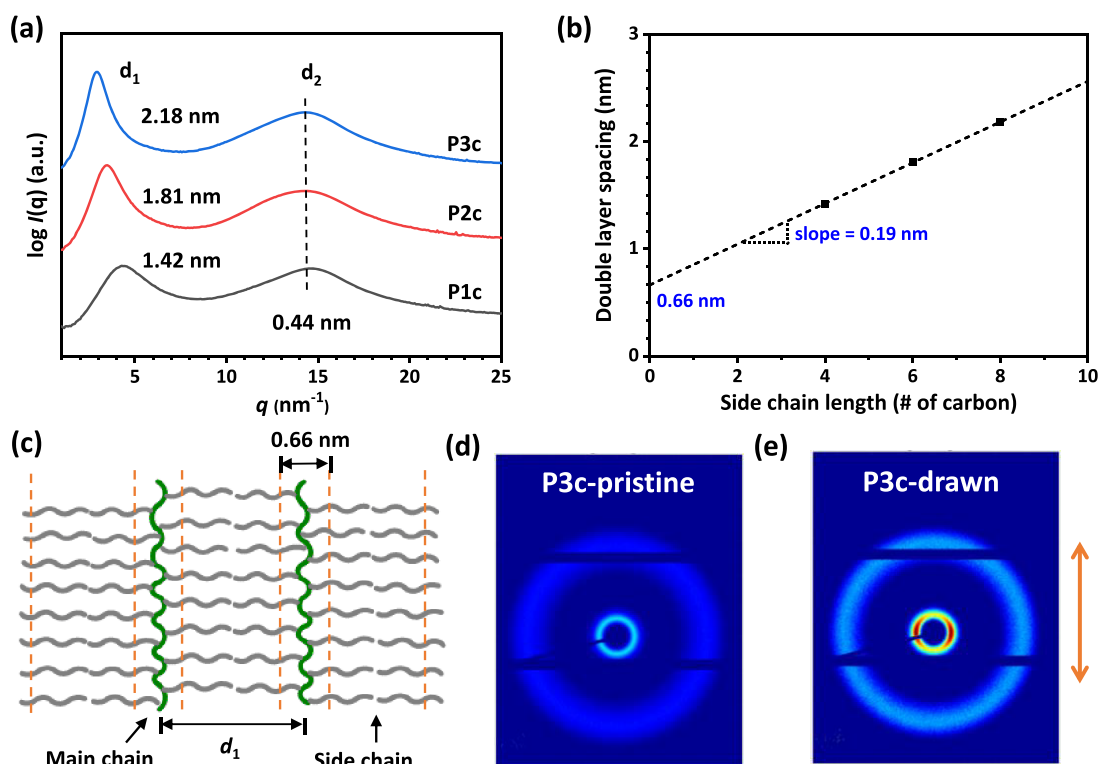 (a)
d1
d2
2.18 nm
P3c
1.81 nm
P2c
1.42 nm
P1c
0.44 nm
log I(q) (a.u.)
5
10
15
20
25
q (nm-1)
(b)
3
2
1
0
Double layer spacing (nm)
slope = 0.19 nm
0.66 nm
0
2
4
6
8
10
Side chain length (# of carbon)
(c)
0.66 nm
d1
Main chain
Side chain
(d)
P3c-pristine
(e)
P3c-drawn